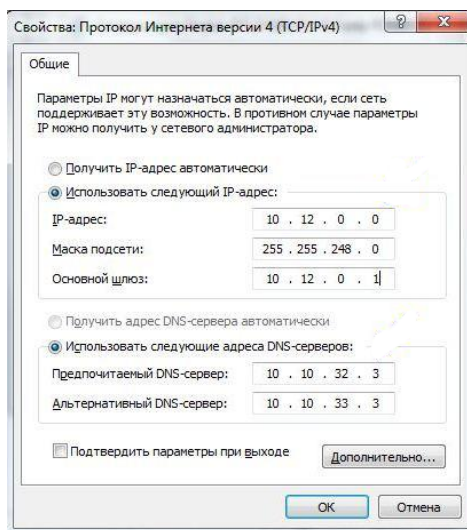 Свойства: Протокол Интернета версии 4 (TCP/IPv4)
Общие
Параметры IP могут назначаться автоматически, если сеть
поддерживает эту возможность. В противном случае параметры
IP можно получить у сетевого администратора.
Получить IP-адрес автоматически
Использовать следующий IP-адрес:
IP-адрес: 10 . 12 . 0 . 0
Маска подсети: 255 . 255 . 248 . 0
Основной шлюз: 10 . 12 . 0 . 1
Получить адрес DNS-сервера автоматически
Использовать следующие адреса DNS-серверов:
Предпочитаемый DNS-сервер: 10 . 10 . 32 . 3
Альтернативный DNS-сервер: 10 . 10 . 33 . 3
Подтвердить параметры при выходе Дополнительно...
ОК Отмена